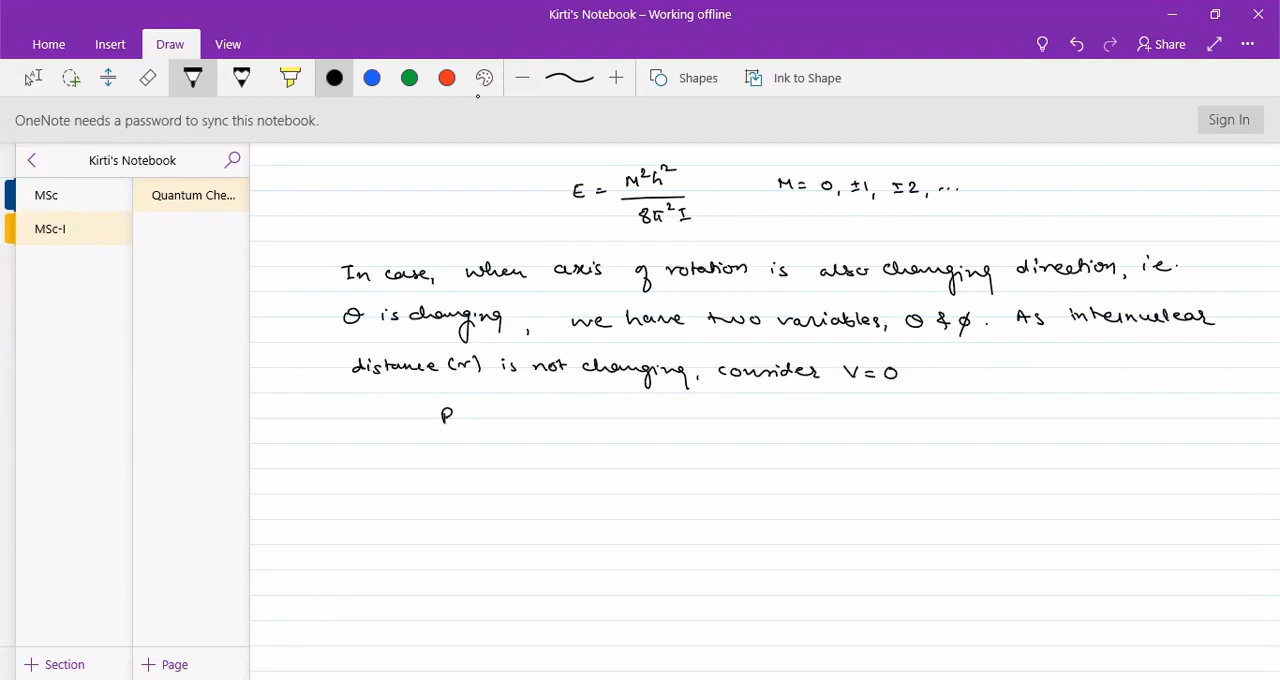 Kirti's Notebook – Working offline
Home Insert Draw View Share
Shapes Ink to Shape
OneNote needs a password to sync this notebook. Sign In
Kirti's Notebook
MSc Quantum Che...
MSc-I
E = M²h² / 8π²I M = 0, ±1, ±2, ...
In case, when axis of rotation is also changing direction, i.e.
θ is changing, we have two variables, θ & φ. As internuclear
distance (r) is not changing, consider V = 0
P
Section Page